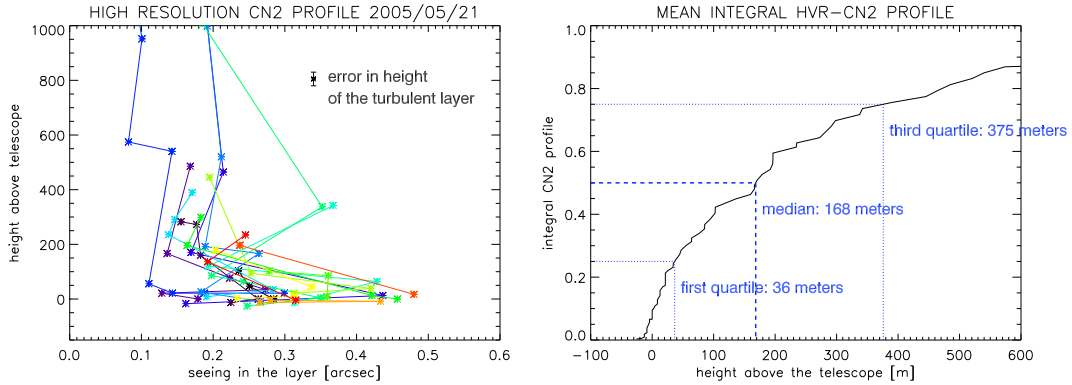 HIGH RESOLUTION CN2 PROFILE 2005/05/21
1000
800
600
400
200
0
height above telescope
error in height
of the turbulent layer
0.0 0.1 0.2 0.3 0.4 0.5 0.6
seeing in the layer [arcsec]
MEAN INTEGRAL HVR-CN2 PROFILE
1.0
0.8
0.6
0.4
0.2
0.0
integral CN2 profile
third quartile: 375 meters
median: 168 meters
first quartile: 36 meters
-100 0 100 200 300 400 500 600
height above the telescope [m]